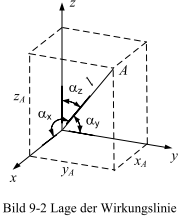 z
A
l
z_A
α_z
α_x
α_y
x_A
y
x
y_A
Bild 9-2 Lage der Wirkungslinie